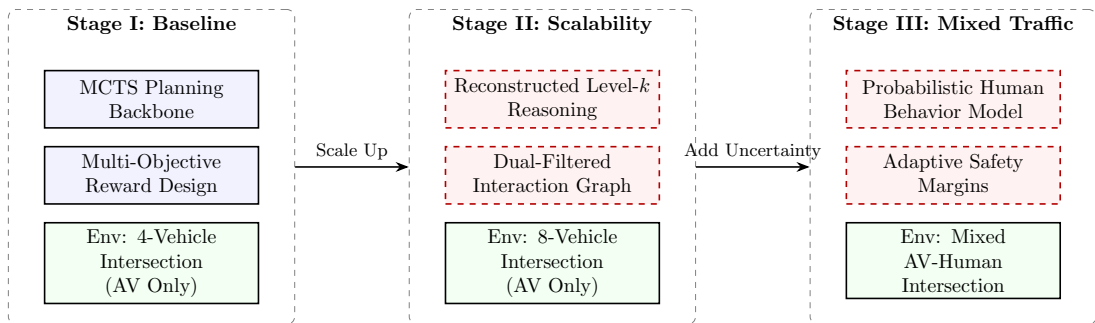 Stage I: Baseline
MCTS Planning
Backbone
Multi-Objective
Reward Design
Env: 4-Vehicle
Intersection
(AV Only)
Scale Up
Stage II: Scalability
Reconstructed Level-k
Reasoning
Dual-Filtered
Interaction Graph
Env: 8-Vehicle
Intersection
(AV Only)
Add Uncertainty
Stage III: Mixed Traffic
Probabilistic Human
Behavior Model
Adaptive Safety
Margins
Env: Mixed
AV-Human
Intersection